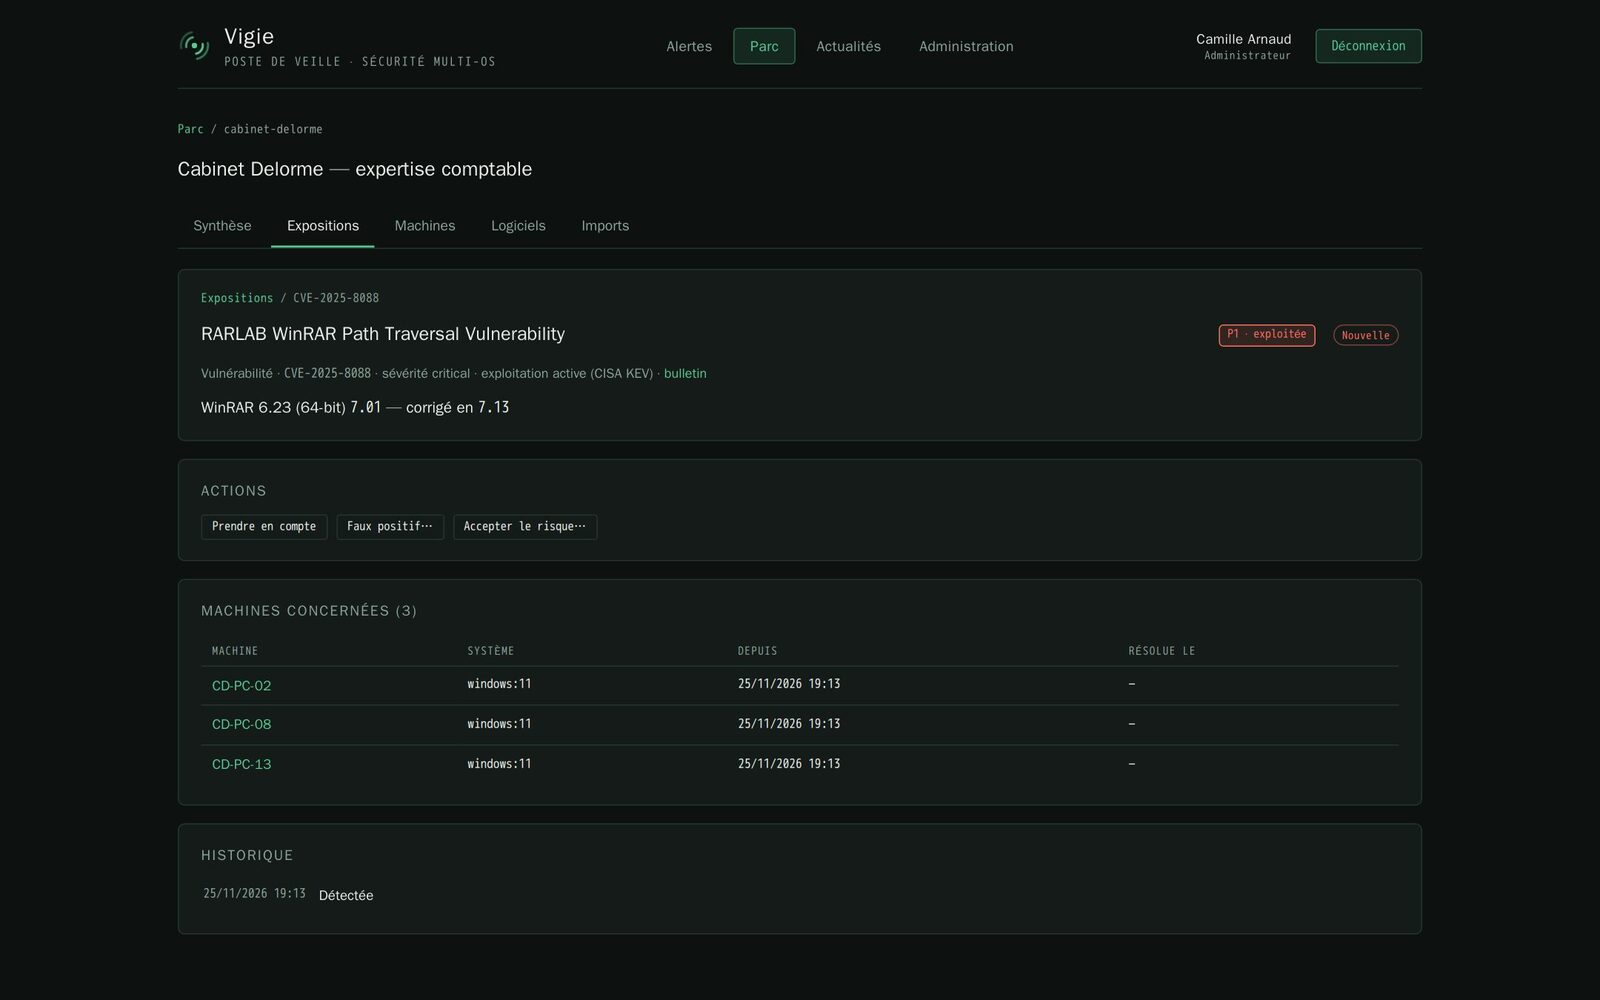 Vigie
POSTE DE VEILLE · SÉCURITÉ MULTI-OS
Alertes
Parc
Actualités
Administration
Camille Arnaud
Administrateur
Déconnexion
Parc / cabinet-delorme
Cabinet Delorme — expertise comptable
Synthèse
Expositions
Machines
Logiciels
Imports
Expositions / CVE-2025-8088
RARLAB WinRAR Path Traversal Vulnerability
P1 · exploitée
Nouvelle
Vulnérabilité · CVE-2025-8088 · sévérité critical · exploitation active (CISA KEV) · bulletin
WinRAR 6.23 (64-bit) 7.01 — corrigé en 7.13
ACTIONS
Prendre en compte
Faux positif…
Accepter le risque…
MACHINES CONCERNÉES (3)
MACHINE SYSTÈME DEPUIS RÉSOLUE LE
CD-PC-02 windows:11 25/11/2026 19:13 —
CD-PC-08 windows:11 25/11/2026 19:13 —
CD-PC-13 windows:11 25/11/2026 19:13 —
HISTORIQUE
25/11/2026 19:13 Détectée